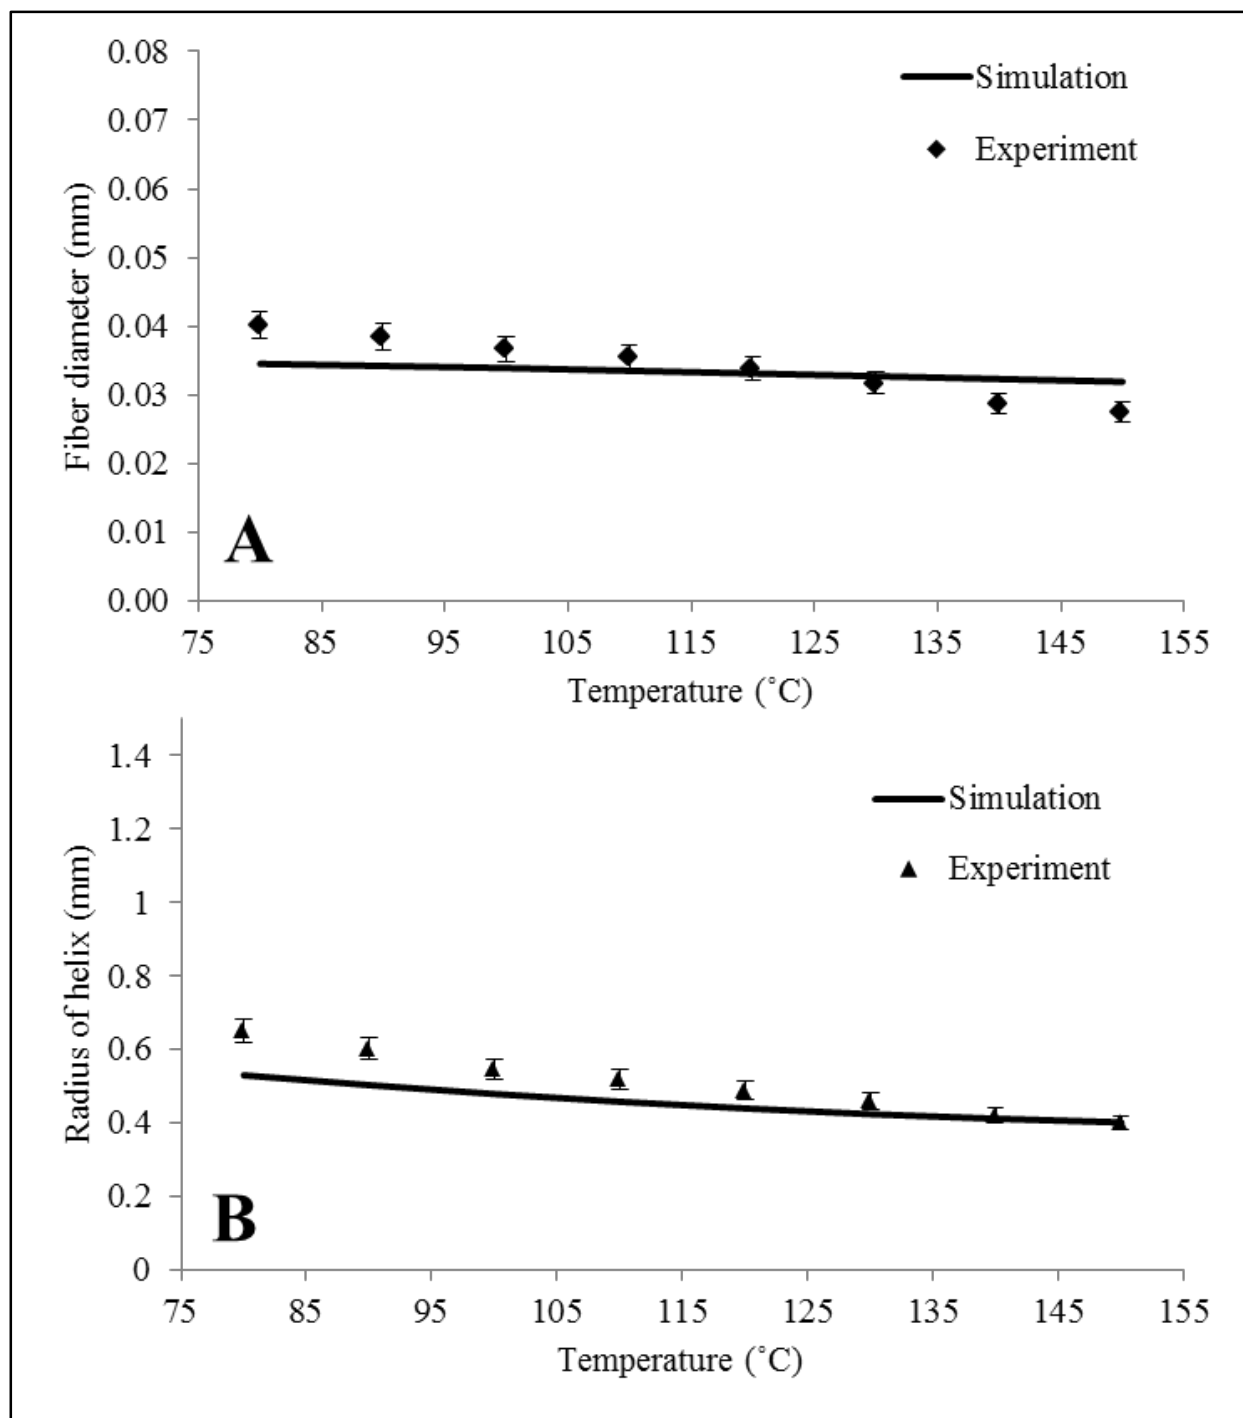 0.08
Simulation
0.07
Experiment
0.06
0.05
0.04
0.03
0.02
0.01
0.00
Fiber diameter (mm)
A
75 85 95 105 115 125 135 145 155
Temperature (˚C)
1.4
Simulation
1.2
Experiment
1
0.8
0.6
0.4
0.2
0
Radius of helix (mm)
B
75 85 95 105 115 125 135 145 155
Temperature (˚C)